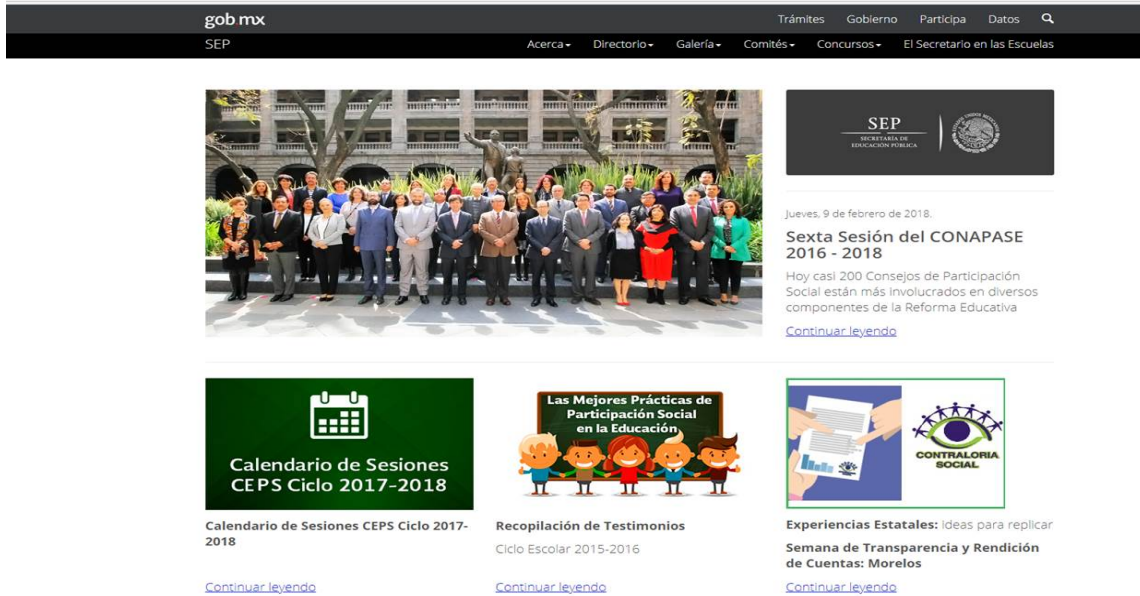 gob.mx
Trámites Gobierno Participa Datos
SEP
Acerca Directorio Galería Comités Concursos El Secretario en las Escuelas
SEP
SECRETARÍA DE
EDUCACIÓN PÚBLICA
Jueves, 9 de febrero de 2018.
Sexta Sesión del CONAPASE
2016 - 2018
Hoy casi 200 Consejos de Participación
Social están más involucrados en diversos
componentes de la Reforma Educativa
Continuar leyendo
Calendario de Sesiones
CEPS Ciclo 2017-2018
Calendario de Sesiones CEPS Ciclo 2017-
2018
Continuar leyendo
Las Mejores Prácticas de
Participación Social
en la Educación
Recopilación de Testimonios
Ciclo Escolar 2015-2016
Continuar leyendo
CONTRALORIA
SOCIAL
Experiencias Estatales: ideas para replicar
Semana de Transparencia y Rendición
de Cuentas: Morelos
Continuar leyendo